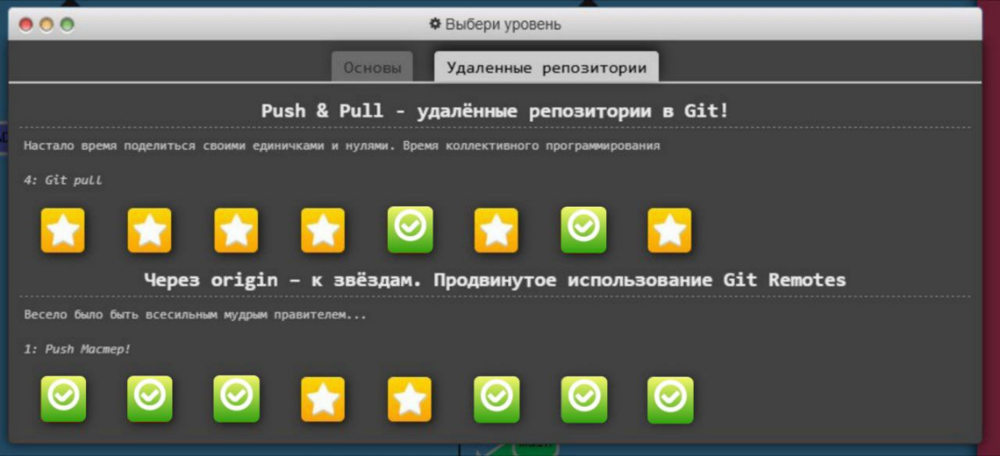 Выбери уровень
Основы
Удаленные репозитории
Push & Pull - удалённые репозитории в Git!
Настало время поделиться своими единичками и нулями. Время коллективного программирования
4: Git pull
Через origin – к звёздам. Продвинутое использование Git Remotes
Весело было быть всесильным мудрым правителем...
1: Push Мастер!